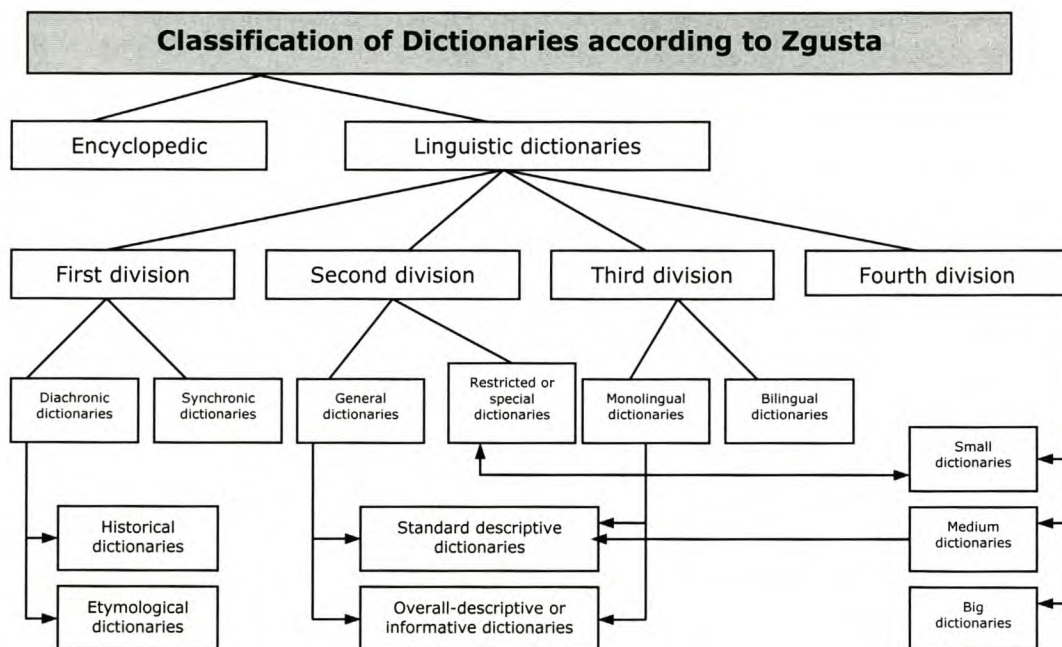 Classification of Dictionaries according to Zgusta
Encyclopedic
Linguistic dictionaries
First division
Second division
Third division
Fourth division
Diachronic
dictionaries
Synchronic
dictionaries
General
dictionaries
Restricted or
special
dictionaries
Monolingual
dictionaries
Bilingual
dictionaries
Small
dictionaries
Historical
dictionaries
Standard descriptive
dictionaries
Medium
dictionaries
Etymological
dictionaries
Overall-descriptive or
informative dictionaries
Big
dictionaries